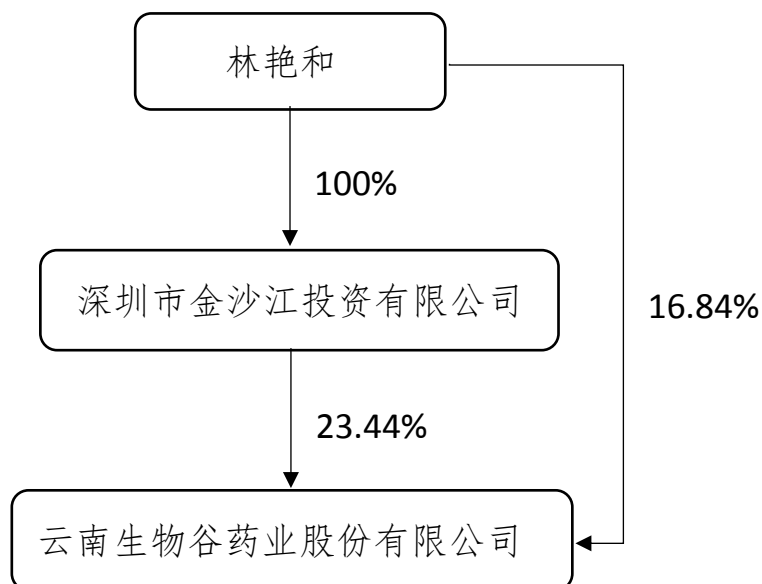 林艳和
100%
深圳市金沙江投资有限公司
16.84%
23.44%
云南生物谷药业股份有限公司